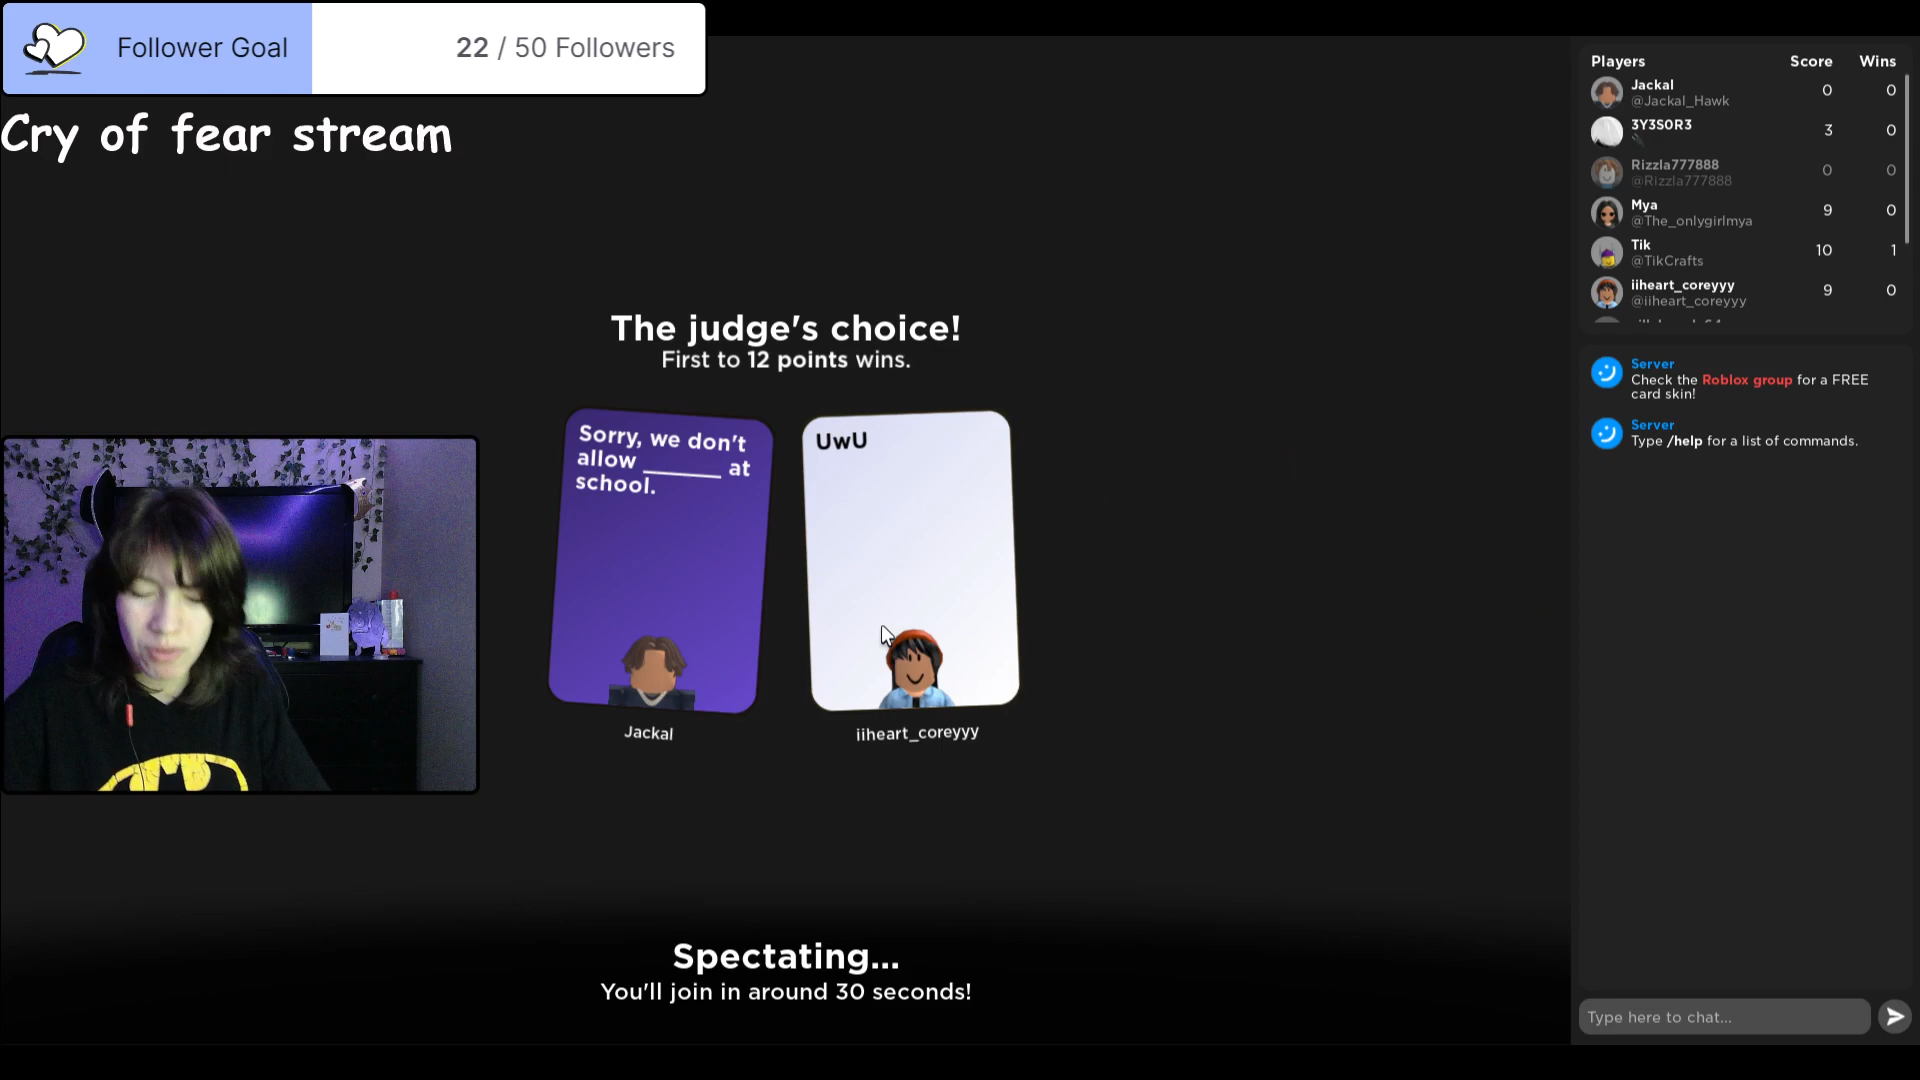 Follower Goal
22 / 50 Followers
Cry of fear stream
The judge's choice!
First to 12 points wins.
Sorry, we don't
allow ______ at
school.
Jackal
UwU
iiheart_coreyyy
Spectating...
You'll join in around 30 seconds!
Players Score Wins
Jackal
@Jackal_Hawk
0 0
3Y3S0R3
3 0
Rizzla777888
@Rizzla777888
0 0
Mya
@The_onlygirlmya
9 0
Tik
@TikCrafts
10 1
iiheart_coreyyy
@iiheart_coreyyy
9 0
Server
Check the Roblox group for a FREE
card skin!
Server
Type /help for a list of commands.
Type here to chat...